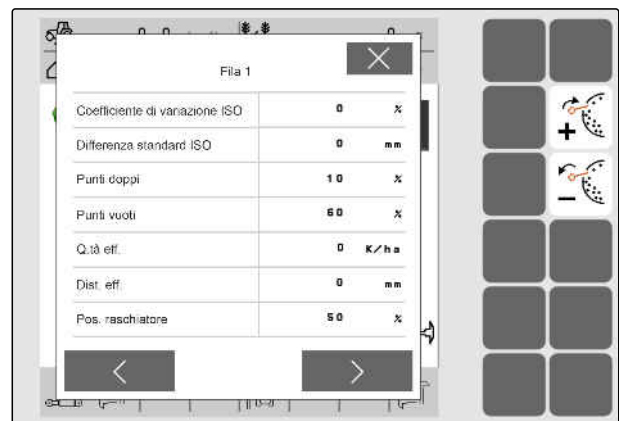 Fila 1
Coefficiente di variazione ISO 0 %
Differenza standard ISO 0 mm
Punti doppi 10 %
Punti vuoti 60 %
Q.tà eff. 0 K/ha
Dist. eff. 0 mm
Pos. raschiatore 50 %
+
−